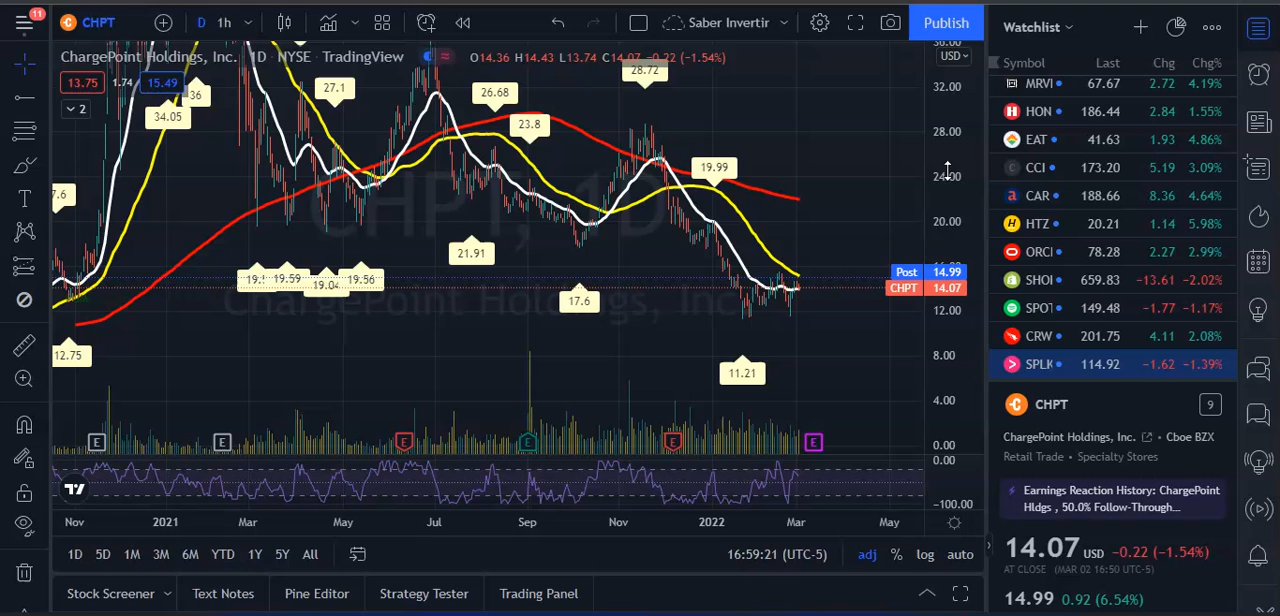 11
CHPT
D 1h
Saber Invertir
Publish
ChargePoint Holdings, Inc. 1D NYSE TradingView
O14.36 H14.43 L13.74 C14.07 -0.22 (-1.54%)
13.75 1.74 15.49
2
36.00
USD
32.00
28.00
24.00
20.00
12.00
8.00
4.00
0.00
0.00
-100.00
Post 14.99
CHPT 14.07
36
34.05
27.1
26.68
23.8
28.72
19.99
7.6
21.91
19.59
19.04
19.56
17.6
12.75
11.21
CHPT, 1D
ChargePoint Holdings, Inc.
E E E E E E
Nov 2021 Mar May Jul Sep Nov 2022 Mar May
1D 5D 1M 3M 6M YTD 1Y 5Y All
16:59:21 (UTC-5) adj % log auto
Stock Screener Text Notes Pine Editor Strategy Tester Trading Panel
Watchlist
Symbol Last Chg Chg%
MRVI 67.67 2.72 4.19%
HON 186.44 2.84 1.55%
EAT 41.63 1.93 4.86%
CCI 173.20 5.19 3.09%
CAR 188.66 8.36 4.64%
HTZ 20.21 1.14 5.98%
ORCI 78.28 2.27 2.99%
SHOI 659.83 -13.61 -2.02%
SPOT 149.48 -1.77 -1.17%
CRW 201.75 4.11 2.08%
SPLK 114.92 -1.62 -1.39%
CHPT
9
ChargePoint Holdings, Inc. • Cboe BZX
Retail Trade • Specialty Stores
Earnings Reaction History: ChargePoint
Hldgs , 50.0% Follow-Through...
14.07 USD -0.22 (-1.54%)
AT CLOSE (MAR 02 16:50 UTC-5)
14.99 0.92 (6.54%)